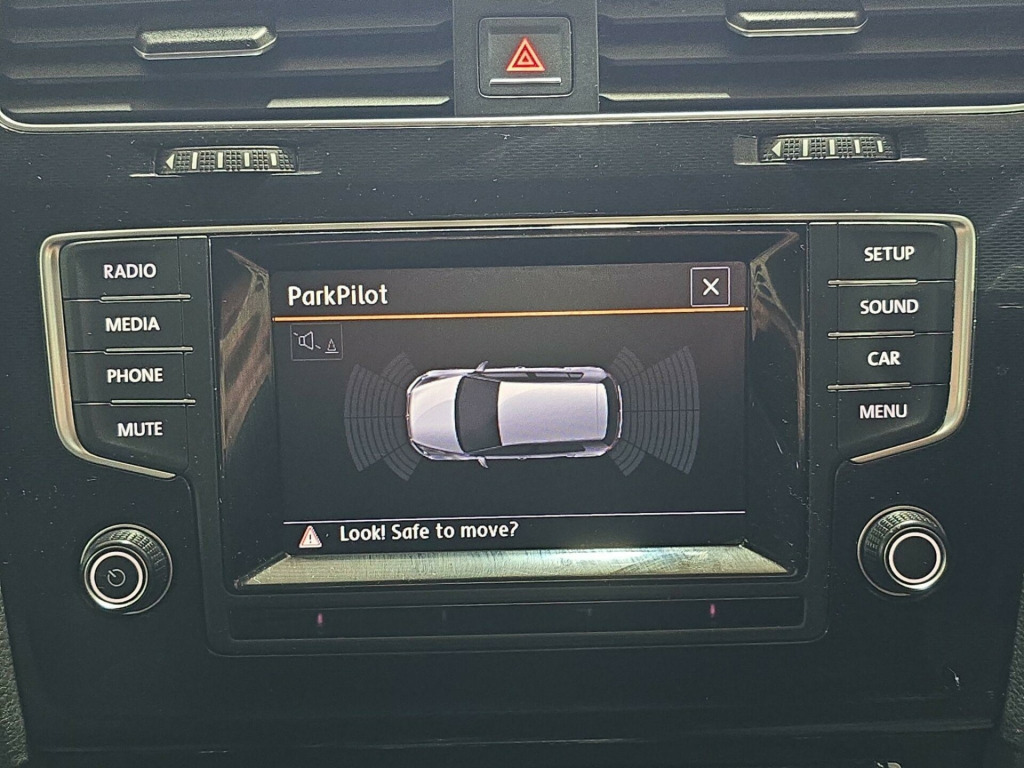 RADIO
MEDIA
PHONE
MUTE
ParkPilot
Look! Safe to move?
SETUP
SOUND
CAR
MENU